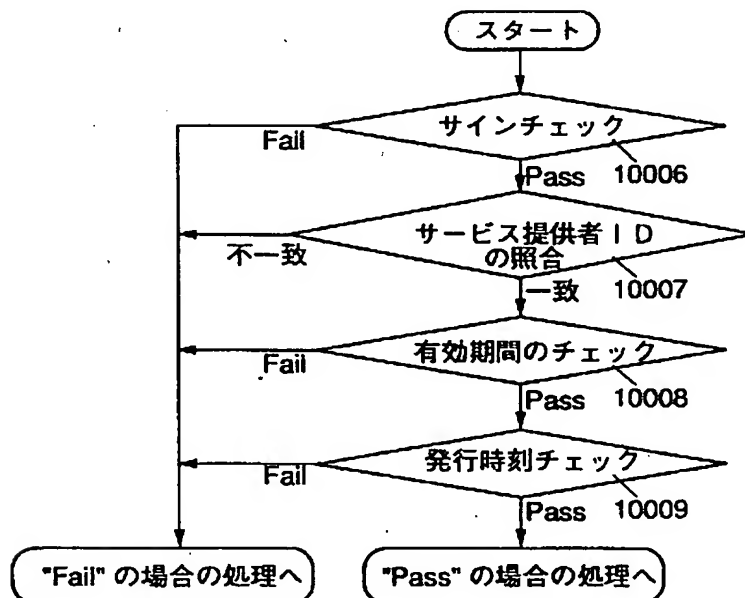 スタート
サインチェック
Fail
Pass
10006
サービス提供者ID
の照合
不一致
一致
10007
有効期間のチェック
Fail
Pass
10008
発行時刻チェック
Fail
Pass
10009
"Fail" の場合の処理へ
"Pass" の場合の処理へ